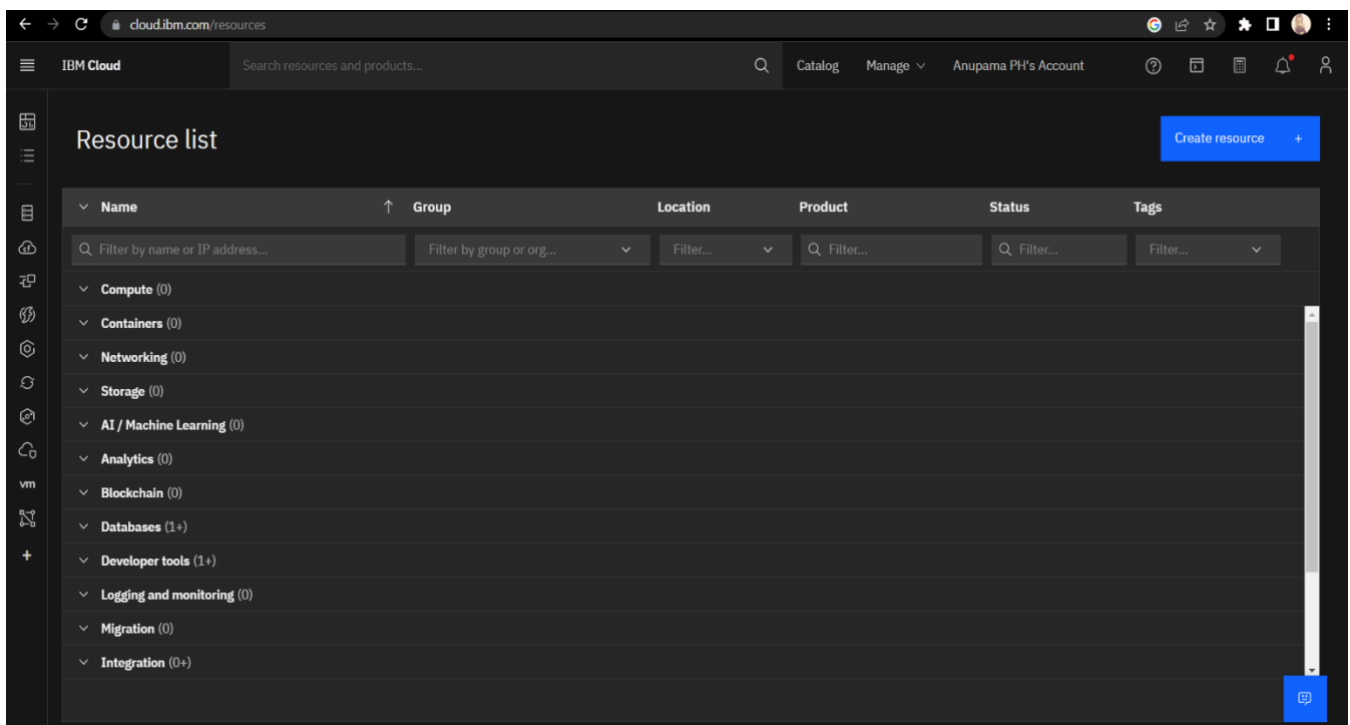 cloud.ibm.com/resources
IBM Cloud
Search resources and products...
Catalog
Manage
Anupama PH's Account
Resource list
Create resource +
Name Group Location Product Status Tags
Filter by name or IP address... Filter by group or org... Filter... Filter... Filter... Filter...
Compute (0)
Containers (0)
Networking (0)
Storage (0)
AI / Machine Learning (0)
Analytics (0)
Blockchain (0)
vm
Databases (1+)
Developer tools (1+)
Logging and monitoring (0)
Migration (0)
Integration (0+)